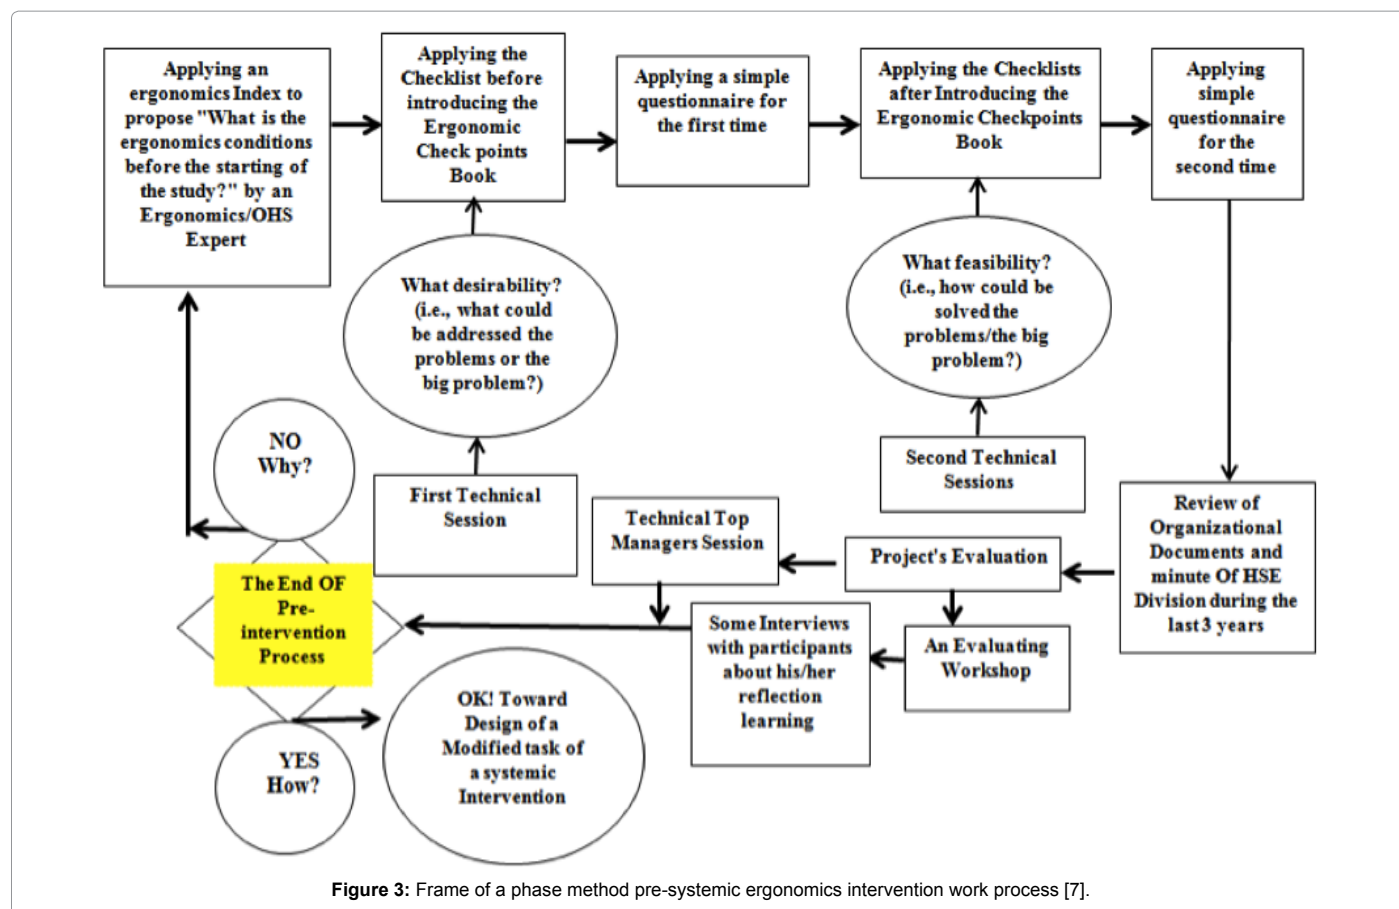 Applying an
ergonomics Index to
propose "What is the
ergonomics conditions
before the starting of
the study?" by an
Ergonomics/OHS
Expert
Applying the
Checklist before
introducing the
Ergonomic
Check points
Book
Applying a simple
questionnaire for
the first time
Applying the Checklists
after Introducing the
Ergonomic Checkpoints
Book
Applying
simple
questionnaire
for the
second time
What desirability?
(i.e., what could
be addressed the
problems or the
big problem?)
What feasibility?
(i.e., how could be
solved the
problems/the big
problem?)
NO
Why?
First Technical
Session
Technical Top
Managers Session
Second Technical
Sessions
Project's Evaluation
Review of
Organizational
Documents and
minute Of HSE
Division during the
last 3 years
The End OF
Pre-
intervention
Process
Some Interviews
with participants
about his/her
reflection
learning
An Evaluating
Workshop
OK! Toward
Design of a
Modified task of
a systemic
Intervention
YES
How?
Figure 3: Frame of a phase method pre-systemic ergonomics intervention work process [7].